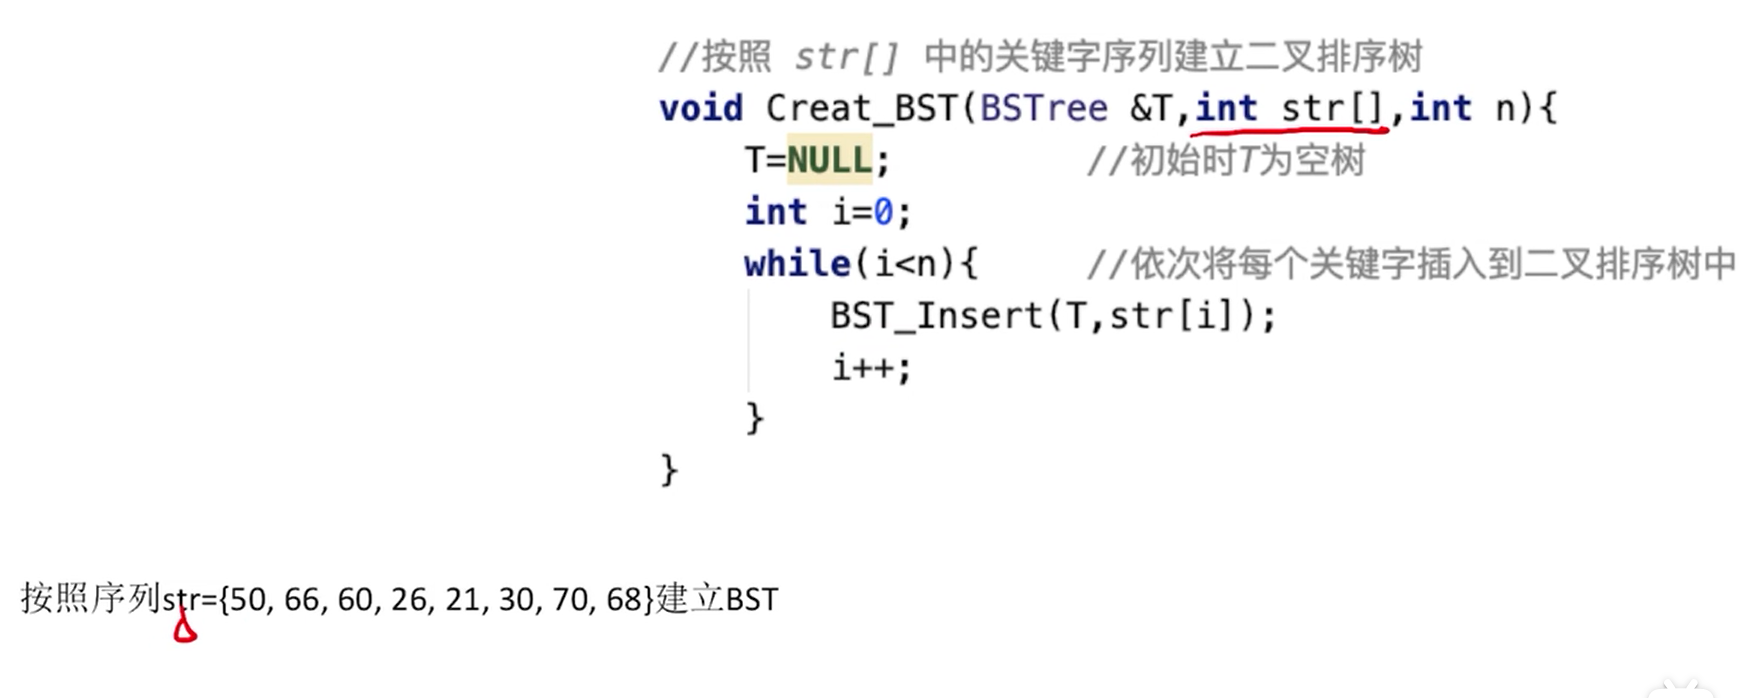 //按照 str[] 中的关键字序列建立二叉排序树
void Creat_BST(BSTree &T,int str[],int n){
T=NULL; //初始时T为空树
int i=0;
while(i<n){ //依次将每个关键字插入到二叉排序树中
BST_Insert(T,str[i]);
i++;
}
}
按照序列str={50, 66, 60, 26, 21, 30, 70, 68}建立BST